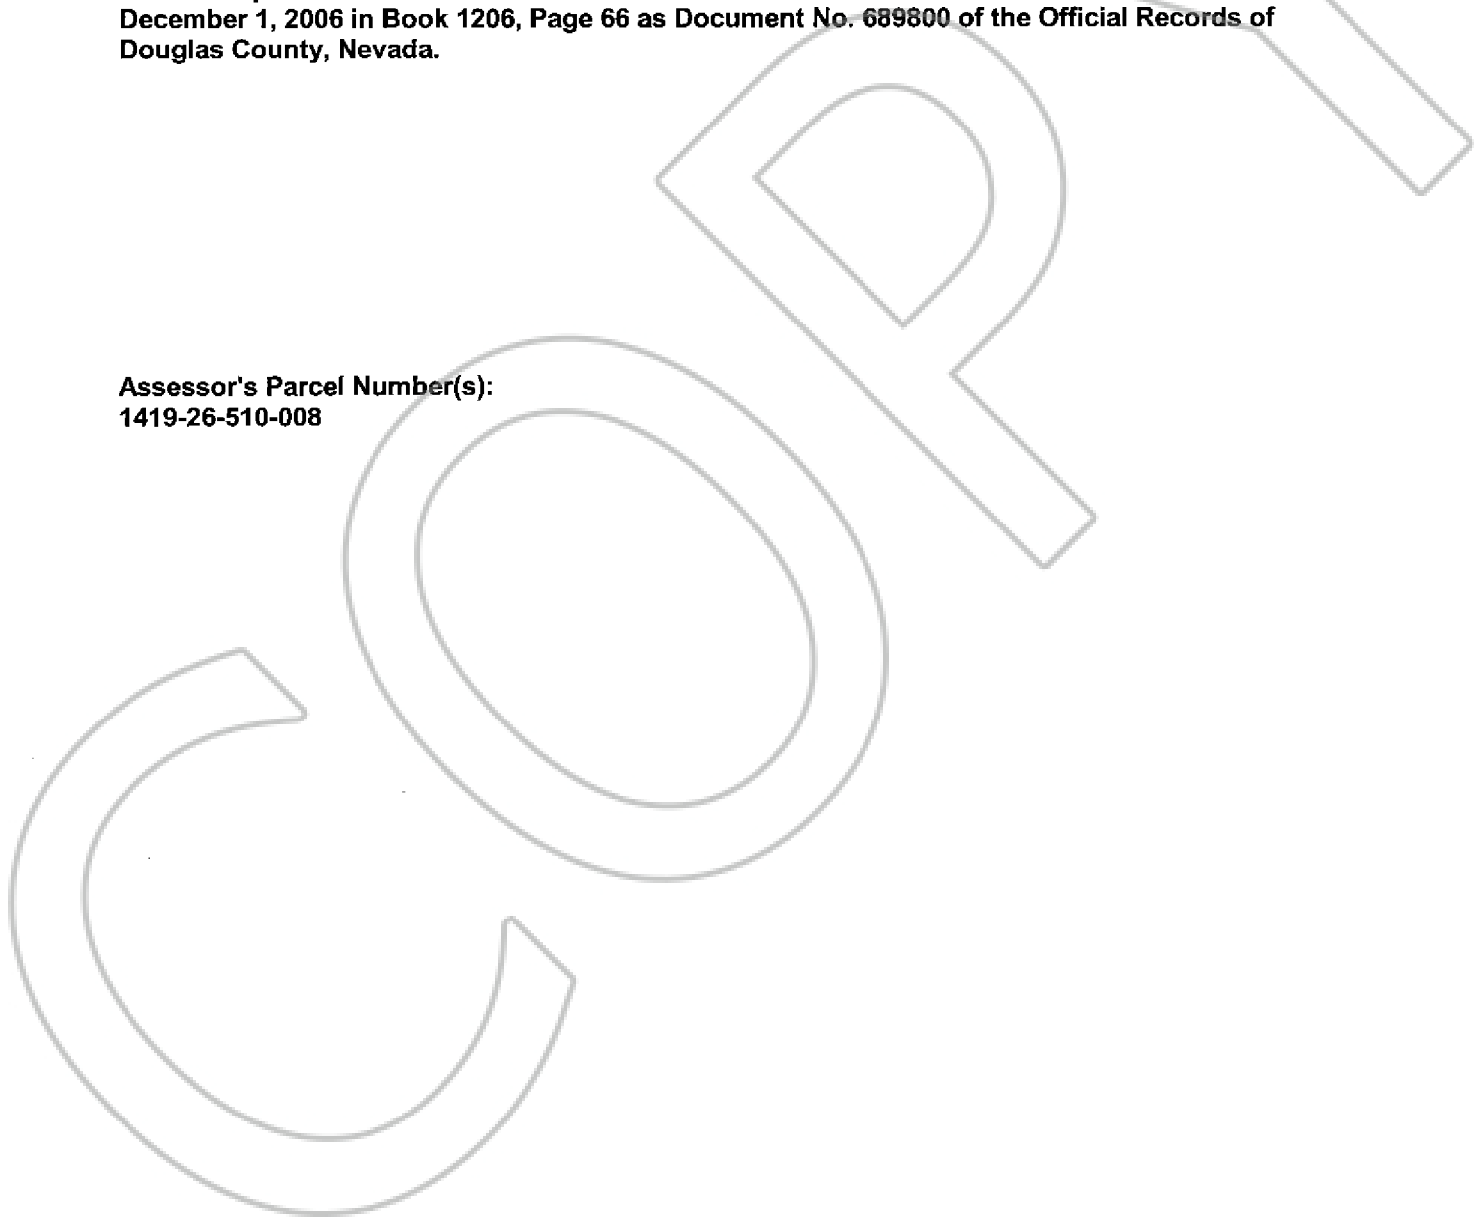 December 1, 2006 in Book 1206, Page 66 as Document No. 689800 of the Official Records of
Douglas County, Nevada.
Assessor's Parcel Number(s):
1419-26-510-008
COPY